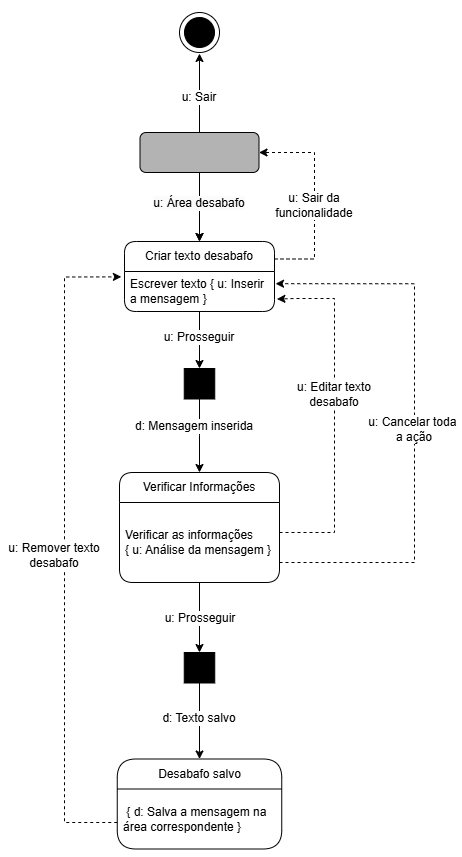 u: Sair
u: Área desabafo
u: Sair da
funcionalidade
Criar texto desabafo
Escrever texto { u: Inserir
a mensagem }
u: Prosseguir
u: Editar texto
desabafo
u: Cancelar toda
a ação
d: Mensagem inserida
Verificar Informações
Verificar as informações
{ u: Análise da mensagem }
u: Remover texto
desabafo
u: Prosseguir
d: Texto salvo
Desabafo salvo
{ d: Salva a mensagem na
área correspondente }